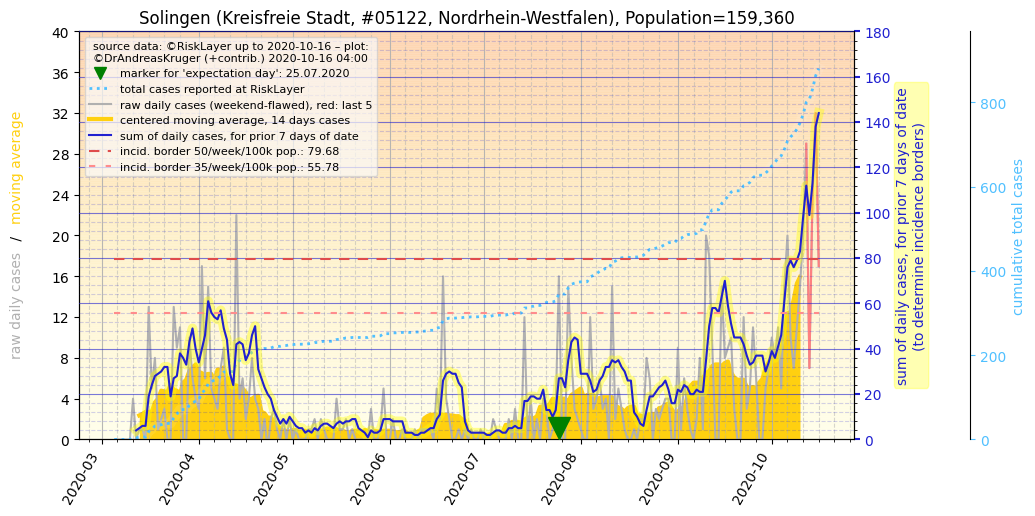 Solingen (Kreisfreie Stadt, #05122, Nordrhein-Westfalen), Population=159,360
source data: ©RiskLayer up to 2020-10-16 – plot:
©DrAndreasKruger (+contrib.) 2020-10-16 04:00
marker for 'expectation day': 25.07.2020
total cases reported at RiskLayer
raw daily cases (weekend-flawed), red: last 5
centered moving average, 14 days cases
sum of daily cases, for prior 7 days of date
incid. border 50/week/100k pop.: 79.68
incid. border 35/week/100k pop.: 55.78
raw daily cases / moving average
40
36
32
28
24
20
16
12
8
4
0
180
160
140
120
100
80
60
40
20
0
sum of daily cases, for prior 7 days of date
(to determine incidence borders)
800
600
400
200
0
cumulative total cases
2020-03
2020-04
2020-05
2020-06
2020-07
2020-08
2020-09
2020-10